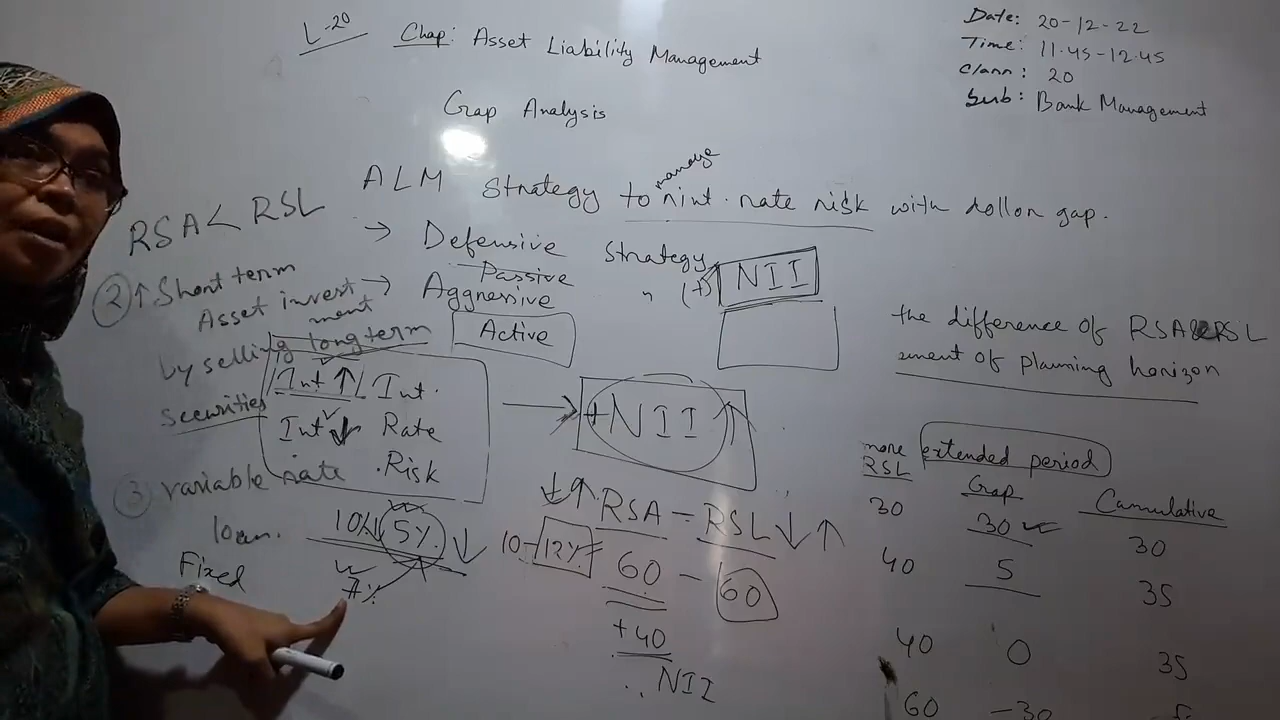 L-20
Chap: Asset Liability Management
Date: 20-12-22
Time: 11.45-12.45
Class: 20
Sub: Bank Management
Gap Analysis
ALM Strategy to manage int. rate risk with dollar gap.
→ Defensive Strategy
Passive
→ Aggressive " (+) NII
Active
RSA < RSL
② ↑ Short term
Asset invest
ment
by selling long term
securities
Int ↑ / Int.
Int ↓ Rate
.Risk
③ variable rate
loan.
Fixed
10% 5% ↓
7%
→ + NII ↑
↓↑ RSA - RSL ↓ ↑
10-12% 60 - 60
+40
∴ NII
the difference of RSA & RSL
ument of planning horizon
more extended period
RSL Gap Cumulative
30 30 30
40 5 35
40 0 35
60 -30